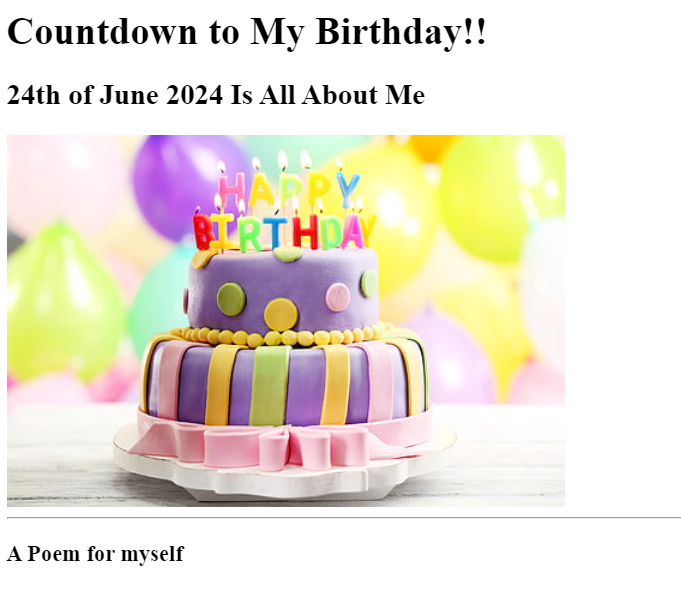 Countdown to My Birthday!!
24th of June 2024 Is All About Me
HAPPY
BIRTHDAY
A Poem for myself